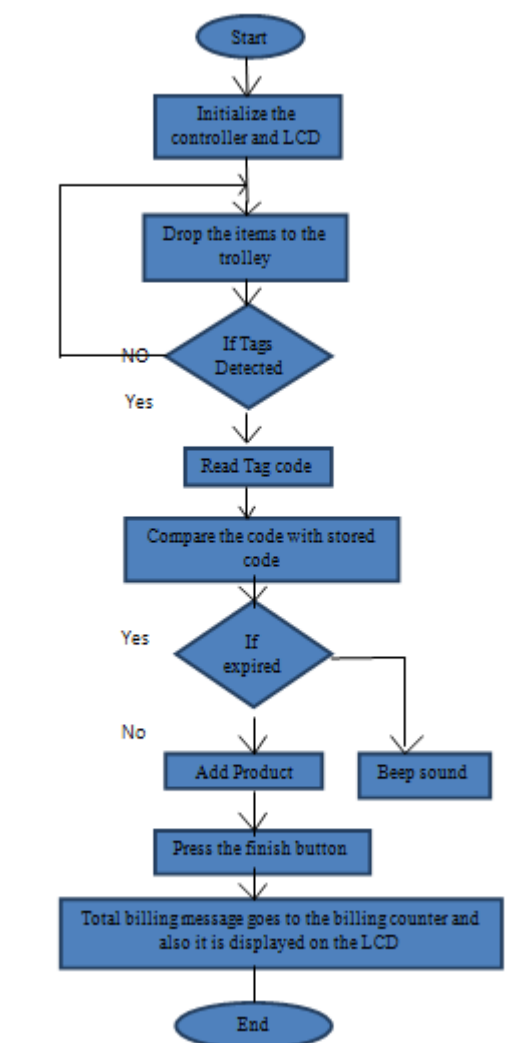 Start
Initialize the
controller and LCD
Drop the items to the
trolley
If Tags
Detected
NO
Yes
Read Tag code
Compare the code with stored
code
Yes
If
expired
No
Add Product
Beep sound
Press the finish button
Total billing message goes to the billing counter and
also it is displayed on the LCD
End